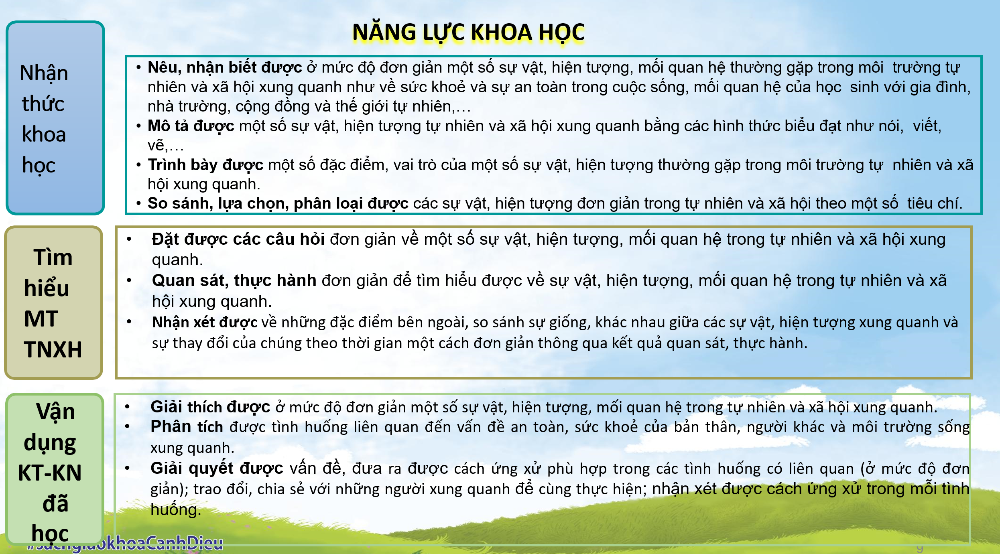 NĂNG LỰC KHOA HỌC
Nhận
thức
khoa
học
• Nêu, nhận biết được ở mức độ đơn giản một số sự vật, hiện tượng, mối quan hệ thường gặp trong môi trường tự
nhiên và xã hội xung quanh như về sức khoẻ và sự an toàn trong cuộc sống, mối quan hệ của học sinh với gia đình,
nhà trường, cộng đồng và thế giới tự nhiên,…
• Mô tả được một số sự vật, hiện tượng tự nhiên và xã hội xung quanh bằng các hình thức biểu đạt như nói, viết,
vẽ,…
• Trình bày được một số đặc điểm, vai trò của một số sự vật, hiện tượng thường gặp trong môi trường tự nhiên và xã
hội xung quanh.
• So sánh, lựa chọn, phân loại được các sự vật, hiện tượng đơn giản trong tự nhiên và xã hội theo một số tiêu chí.
Tìm
hiểu
MT
TNXH
• Đặt được các câu hỏi đơn giản về một số sự vật, hiện tượng, mối quan hệ trong tự nhiên và xã hội xung
quanh.
• Quan sát, thực hành đơn giản để tìm hiểu được về sự vật, hiện tượng, mối quan hệ trong tự nhiên và xã
hội xung quanh.
• Nhận xét được về những đặc điểm bên ngoài, so sánh sự giống, khác nhau giữa các sự vật, hiện tượng xung quanh và
sự thay đổi của chúng theo thời gian một cách đơn giản thông qua kết quả quan sát, thực hành.
Vận
dụng
KT-KN
đã
học
• Giải thích được ở mức độ đơn giản một số sự vật, hiện tượng, mối quan hệ trong tự nhiên và xã hội xung quanh.
• Phân tích được tình huống liên quan đến vấn đề an toàn, sức khoẻ của bản thân, người khác và môi trường sống
xung quanh.
• Giải quyết được vấn đề, đưa ra được cách ứng xử phù hợp trong các tình huống có liên quan (ở mức độ đơn
giản); trao đổi, chia sẻ với những người xung quanh để cùng thực hiện; nhận xét được cách ứng xử trong mỗi tình
huống.
#sachgiaokhoaCanhDieu
9